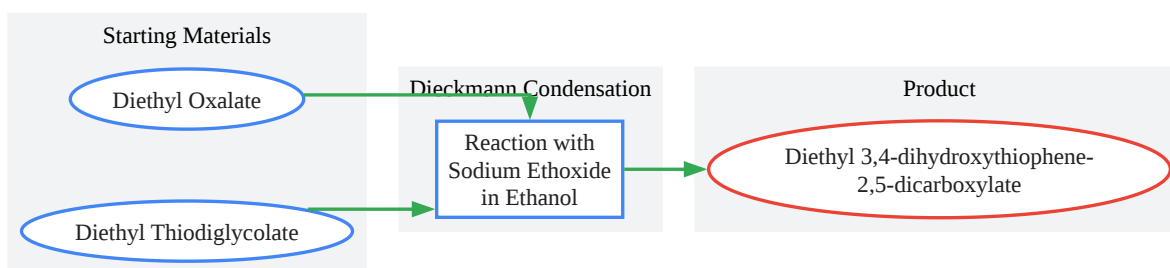 Starting Materials
Diethyl Oxalate
Diethyl Thiodiglycolate
Dieckmann Condensation
Reaction with
Sodium Ethoxide
in Ethanol
Product
Diethyl 3,4-dihydroxythiophene-
2,5-dicarboxylate